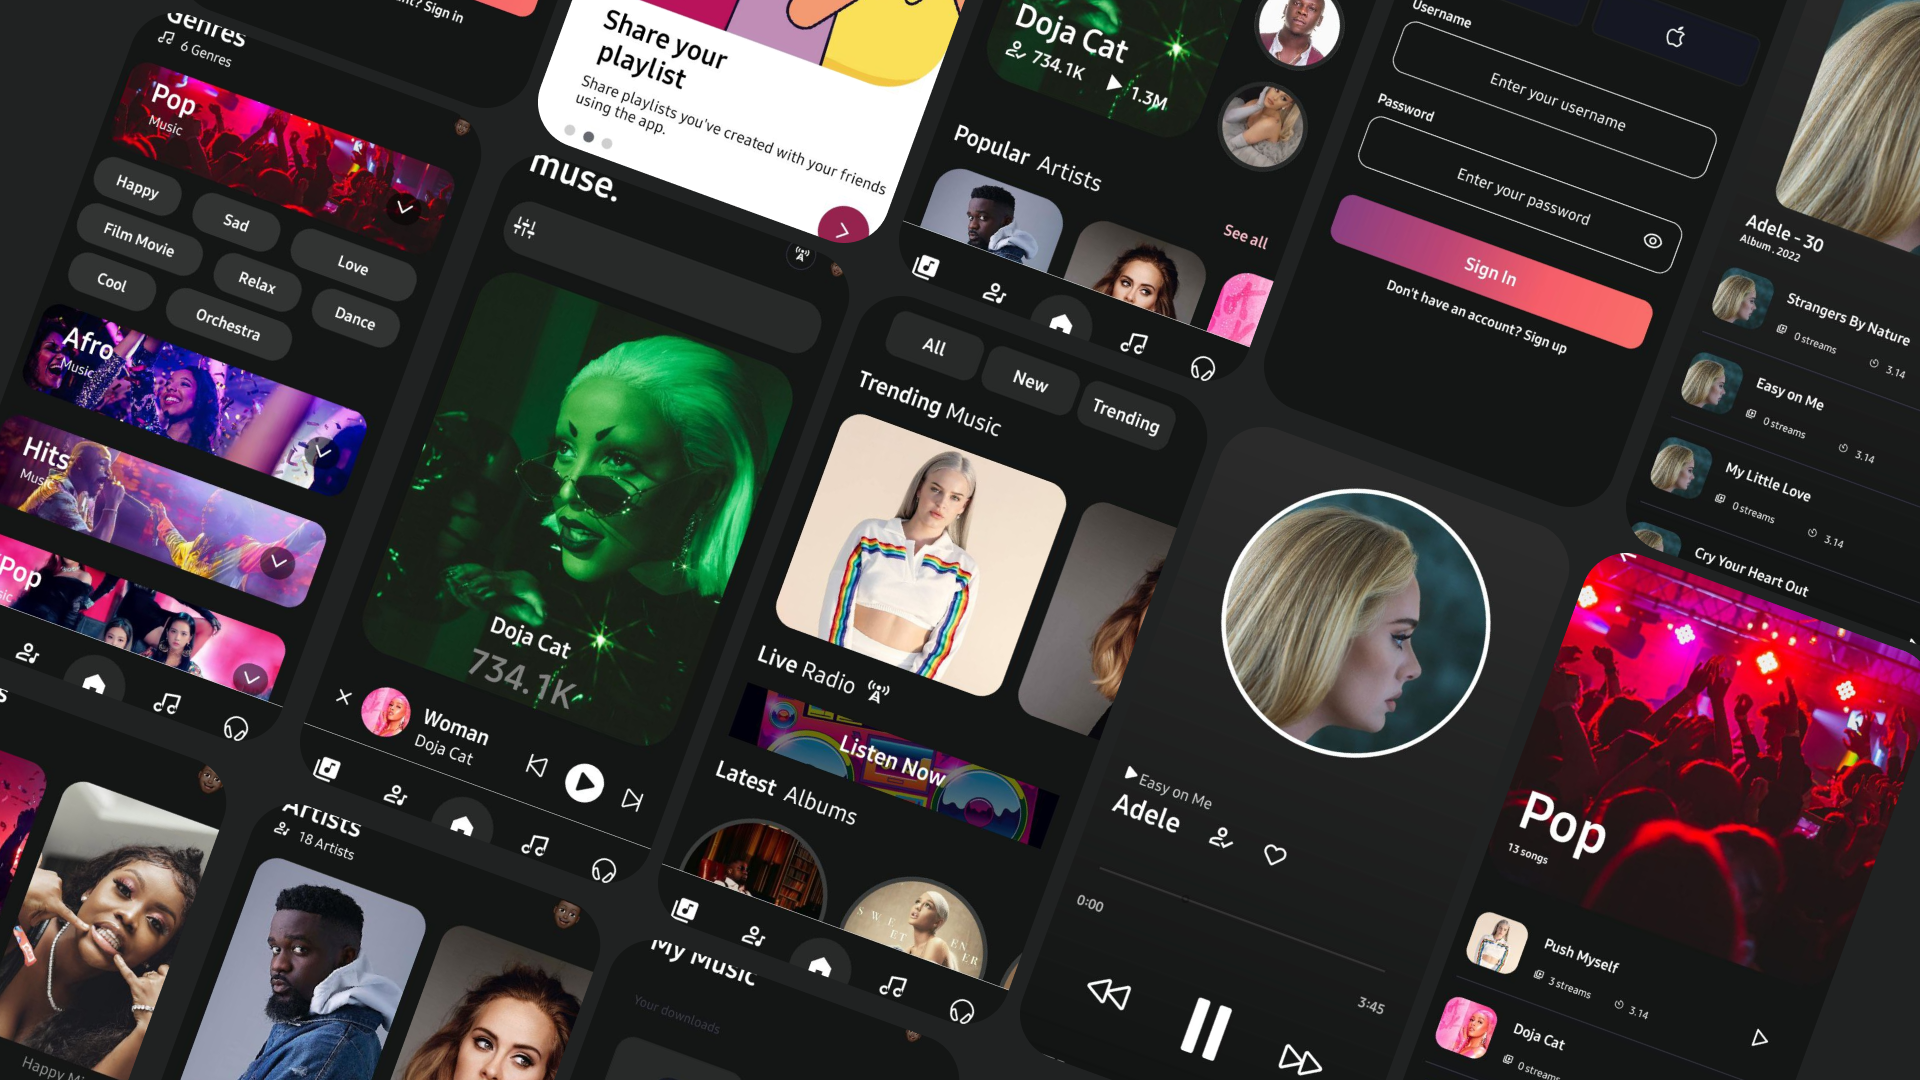 Genres
6 Genres
Pop
Music
Happy
Sad
Love
Film Movie
Relax
Dance
Cool
Orchestra
Afro
Music
Hits
Music
Pop
Sign in
Share your
playlist
Share playlists you've created with your friends
using the app.
muse.
Doja Cat
734.1K
Woman
Doja Cat
Doja Cat
734.1K
1.3M
Popular Artists
See all
All
New
Trending
Trending Music
Live Radio
Listen Now
Latest Albums
SWEETENER
Username
Enter your username
Password
Enter your password
Sign In
Don't have an account? Sign up
Easy on Me
Adele
0:00
3:45
Adele - 30
Album . 2022
Strangers By Nature
0 streams
3.14
Easy on Me
0 streams
3.14
My Little Love
0 streams
3.14
Cry Your Heart Out
Pop
13 songs
Push Myself
3 streams
3.14
Doja Cat
0 streams
Artists
18 Artists
My Music
Your downloads
Happy